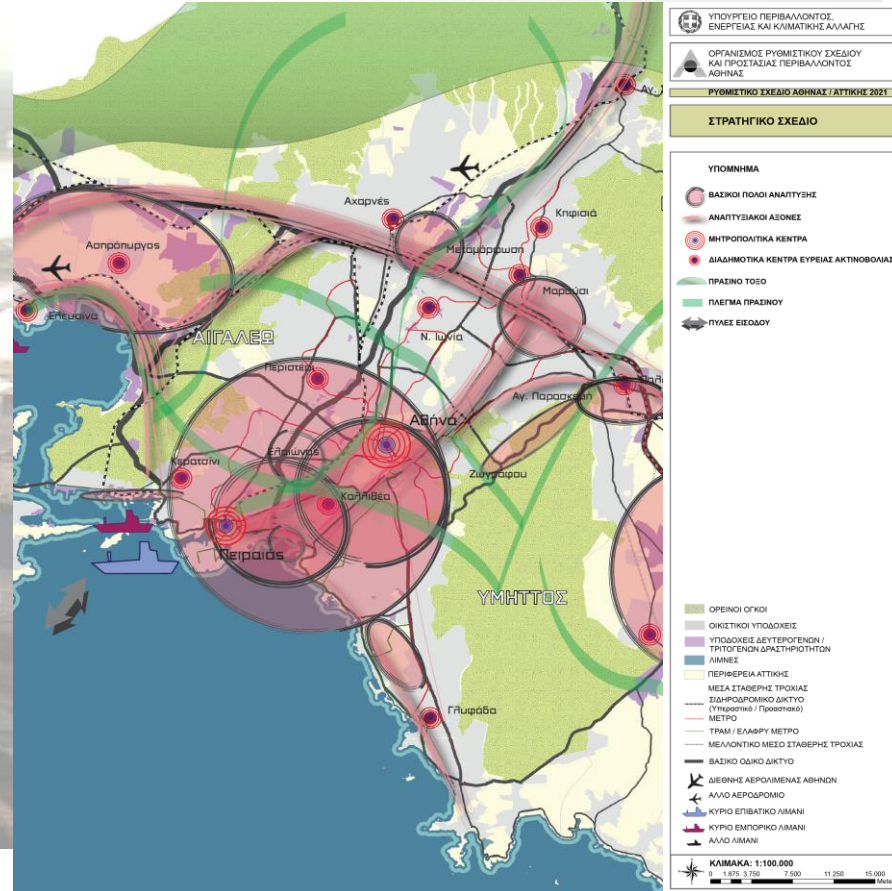 ΥΠΟΥΡΓΕΙΟ ΠΕΡΙΒΑΛΛΟΝΤΟΣ,
ΕΝΕΡΓΕΙΑΣ ΚΑΙ ΚΛΙΜΑΤΙΚΗΣ ΑΛΛΑΓΗΣ
ΟΡΓΑΝΙΣΜΟΣ ΡΥΘΜΙΣΤΙΚΟΥ ΣΧΕΔΙΟΥ
ΚΑΙ ΠΡΟΣΤΑΣΙΑΣ ΠΕΡΙΒΑΛΛΟΝΤΟΣ
ΑΘΗΝΑΣ
ΡΥΘΜΙΣΤΙΚΟ ΣΧΕΔΙΟ ΑΘΗΝΑΣ / ΑΤΤΙΚΗΣ 2021
ΣΤΡΑΤΗΓΙΚΟ ΣΧΕΔΙΟ
ΥΠΟΜΝΗΜΑ
ΒΑΣΙΚΟΙ ΠΟΛΟΙ ΑΝΑΠΤΥΞΗΣ
ΑΝΑΠΤΥΞΙΑΚΟΙ ΑΞΟΝΕΣ
ΜΗΤΡΟΠΟΛΙΤΙΚΑ ΚΕΝΤΡΑ
ΔΙΑΔΗΜΟΤΙΚΑ ΚΕΝΤΡΑ ΕΥΡΕΙΑΣ ΑΚΤΙΝΟΒΟΛΙΑΣ
ΠΡΑΣΙΝΟ ΤΟΞΟ
ΠΛΕΓΜΑ ΠΡΑΣΙΝΟΥ
ΠΥΛΕΣ ΕΙΣΟΔΟΥ
ΟΡΕΙΝΟΙ ΟΓΚΟΙ
ΟΙΚΙΣΤΙΚΟΙ ΥΠΟΔΟΧΕΙΣ
ΥΠΟΔΟΧΕΙΣ ΔΕΥΤΕΡΟΓΕΝΩΝ /
ΤΡΙΤΟΓΕΝΩΝ ΔΡΑΣΤΗΡΙΟΤΗΤΩΝ
ΛΙΜΝΕΣ
ΠΕΡΙΦΕΡΕΙΑ ΑΤΤΙΚΗΣ
ΜΕΣΑ ΣΤΑΘΕΡΗΣ ΤΡΟΧΙΑΣ
ΣΙΔΗΡΟΔΡΟΜΙΚΟ ΔΙΚΤΥΟ
(Υπεραστικό / Προαστιακό)
ΜΕΤΡΟ
ΤΡΑΜ / ΕΛΑΦΡΥ ΜΕΤΡΟ
ΜΕΛΛΟΝΤΙΚΟ ΜΕΣΟ ΣΤΑΘΕΡΗΣ ΤΡΟΧΙΑΣ
ΒΑΣΙΚΟ ΟΔΙΚΟ ΔΙΚΤΥΟ
ΔΙΕΘΝΗΣ ΑΕΡΟΛΙΜΕΝΑΣ ΑΘΗΝΩΝ
ΑΛΛΟ ΑΕΡΟΔΡΟΜΙΟ
ΚΥΡΙΟ ΕΠΙΒΑΤΙΚΟ ΛΙΜΑΝΙ
ΚΥΡΙΟ ΕΜΠΟΡΙΚΟ ΛΙΜΑΝΙ
ΑΛΛΟ ΛΙΜΑΝΙ
ΚΛΙΜΑΚΑ: 1:100.000
0 1.875 3.750 7.500 11.250 15.000
Αγ.
Αχαρνές
Κηφισιά
Μεταμόρφωση
Ασπρόπυργος
Μαρούσι
Ελευσίνα
Ν. Ιωνία
ΑΙΓΑΛΕΩ
Περιστέρι
Αγ. Παρασκευή
Αθήνα
Ελαιώνας
Κερατσίνι
Ζωγράφου
Καλλιθέα
Πειραιάς
ΥΜΗΤΤΟΣ
Γλυφάδα